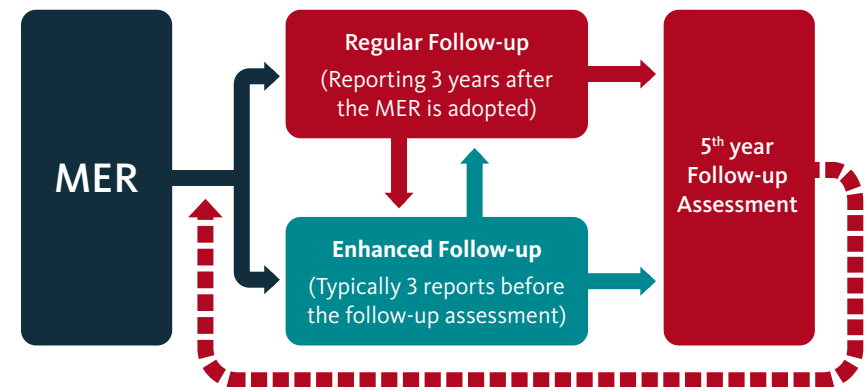 MER
Regular Follow-up
(Reporting 3 years after
the MER is adopted)
Enhanced Follow-up
(Typically 3 reports before
the follow-up assessment)
5th year
Follow-up
Assessment